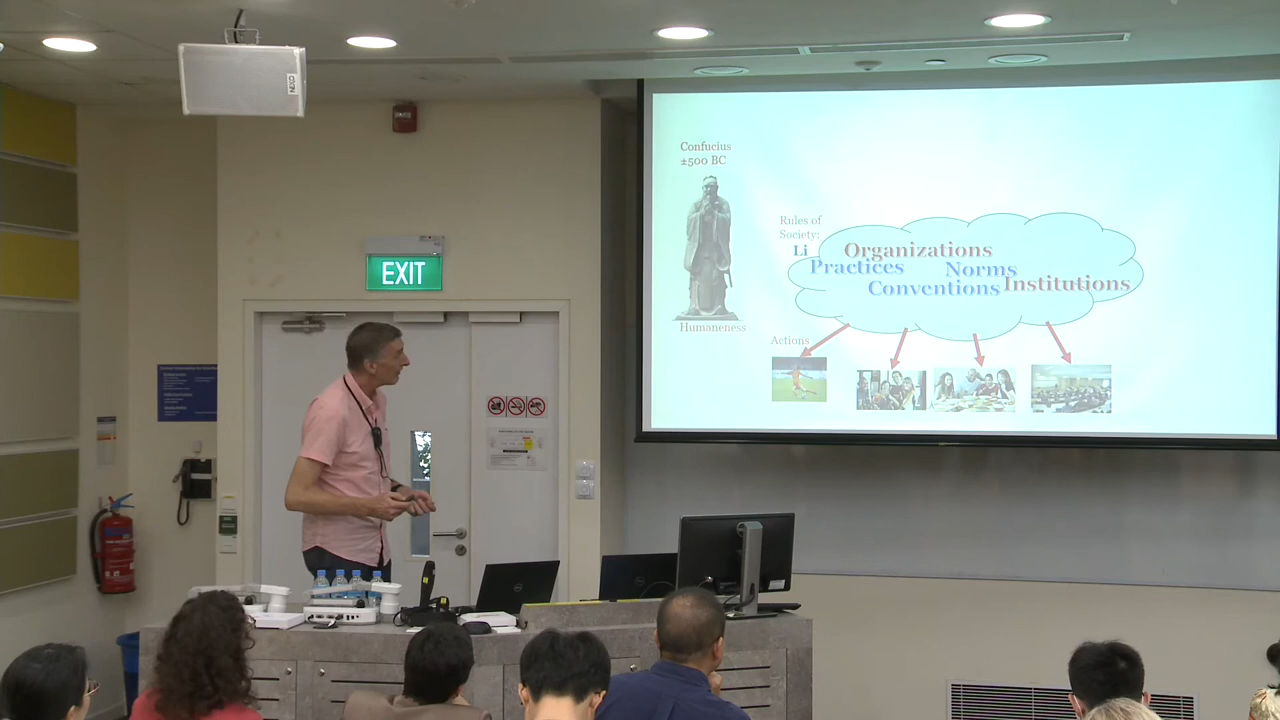 EXIT
Confucius
±500 BC
Humaneness
Rules of
Society:
Li
Organizations
Practices
Norms
Conventions
Institutions
Actions